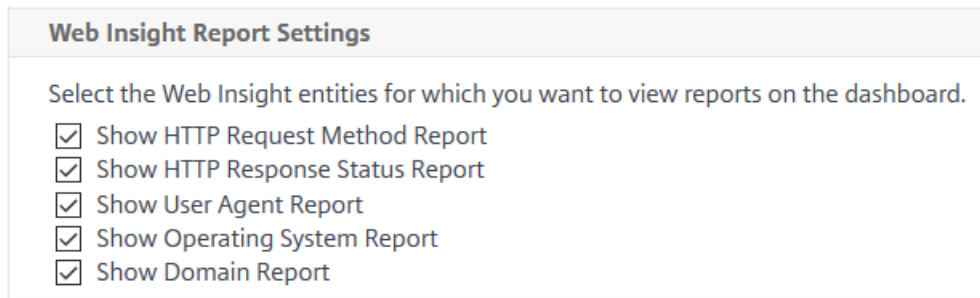 Web Insight Report Settings
Select the Web Insight entities for which you want to view reports on the dashboard.
Show HTTP Request Method Report
Show HTTP Response Status Report
Show User Agent Report
Show Operating System Report
Show Domain Report